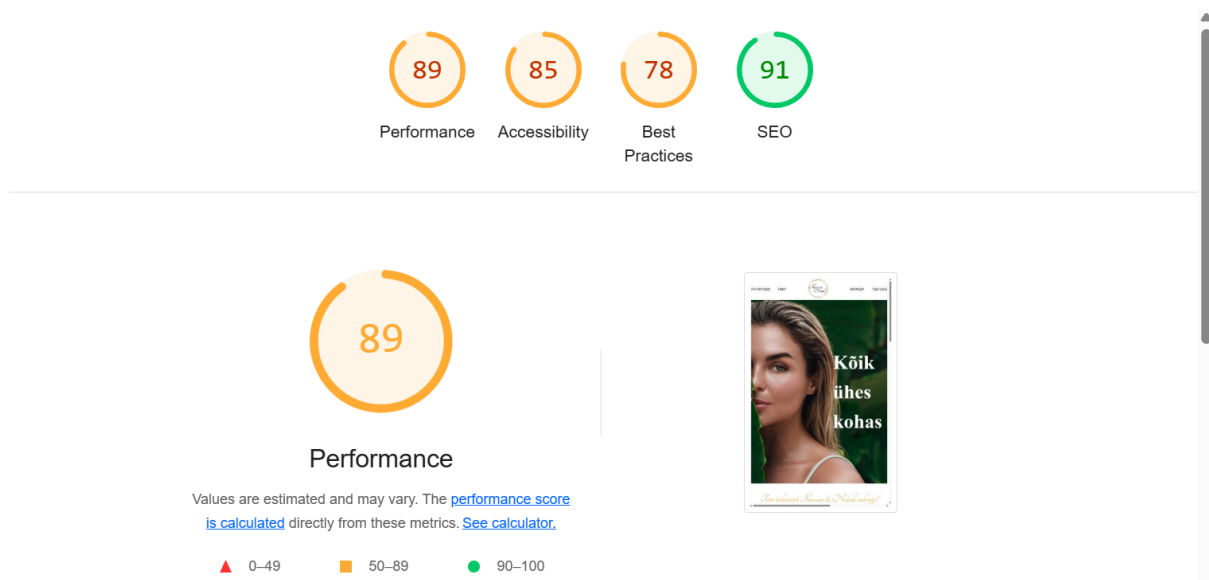 89
85
78
91
Performance
Accessibility
Best
Practices
SEO
89
Performance
Values are estimated and may vary. The performance score
is calculated directly from these metrics. See calculator.
0–49
50–89
90–100
Kõik
ühes
kohas